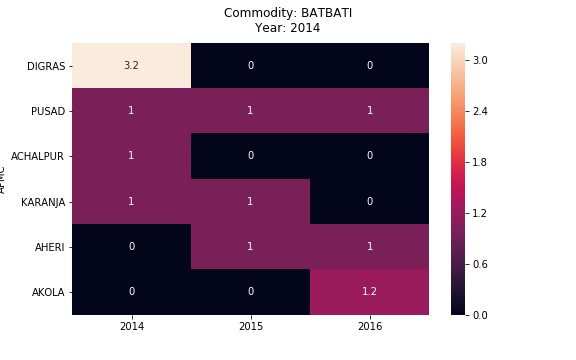 Commodity: BATBATI
Year: 2014
DIGRAS 3.2 0 0 3.0
PUSAD 1 1 1 2.4
ACHALPUR 1 0 0 1.8
KARANJA 1 1 0 1.2
AHERI 0 1 1 0.6
AKOLA 0 0 1.2 0.0
2014 2015 2016